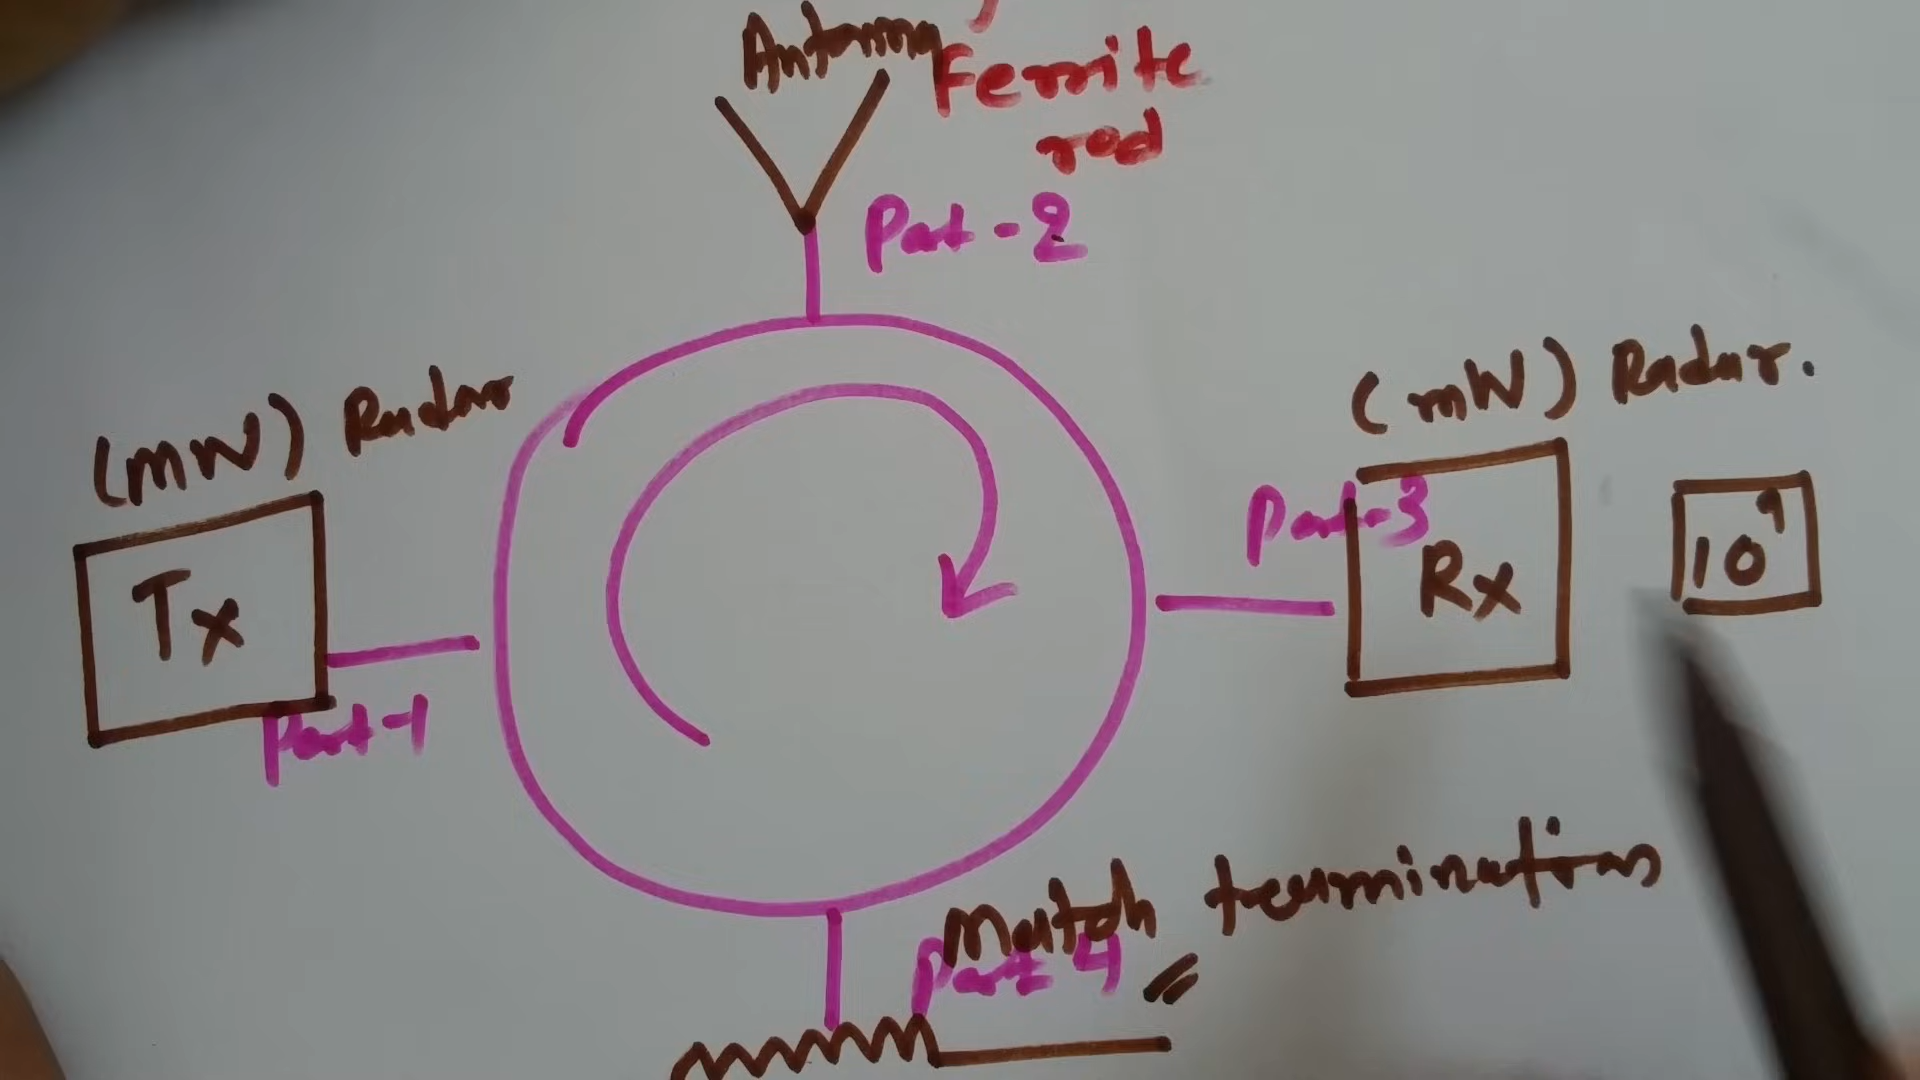 Antenna
Ferrite
rod
Port-2
(MW) Radar
(mW) Radar.
Port-3
Tx
Rx
10⁹
Port-1
Match termination
Port 4